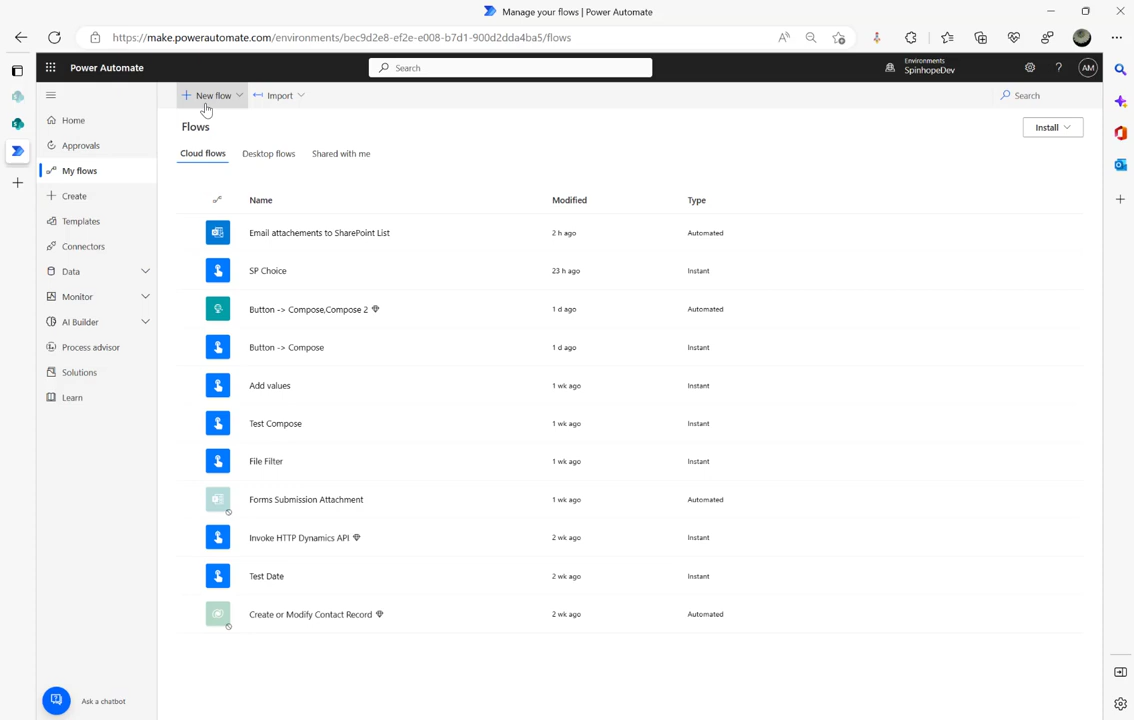 Manage your flows | Power Automate
https://make.powerautomate.com/environments/bec9d2e8-ef2e-e008-b7d1-900d2dda4ba5/flows
Power Automate
Search
Environments
SpinhopeDev
AM
New flow
Import
Search
Home
Approvals
My flows
Create
Templates
Connectors
Data
Monitor
AI Builder
Process advisor
Solutions
Learn
Flows
Install
Cloud flows Desktop flows Shared with me
Name Modified Type
Email attachements to SharePoint List 2 h ago Automated
SP Choice 23 h ago Instant
Button -> Compose,Compose 2 1 d ago Automated
Button -> Compose 1 d ago Instant
Add values 1 wk ago Instant
Test Compose 1 wk ago Instant
File Filter 1 wk ago Instant
Forms Submission Attachment 1 wk ago Automated
Invoke HTTP Dynamics API 2 wk ago Instant
Test Date 2 wk ago Instant
Create or Modify Contact Record 2 wk ago Automated
Ask a chatbot